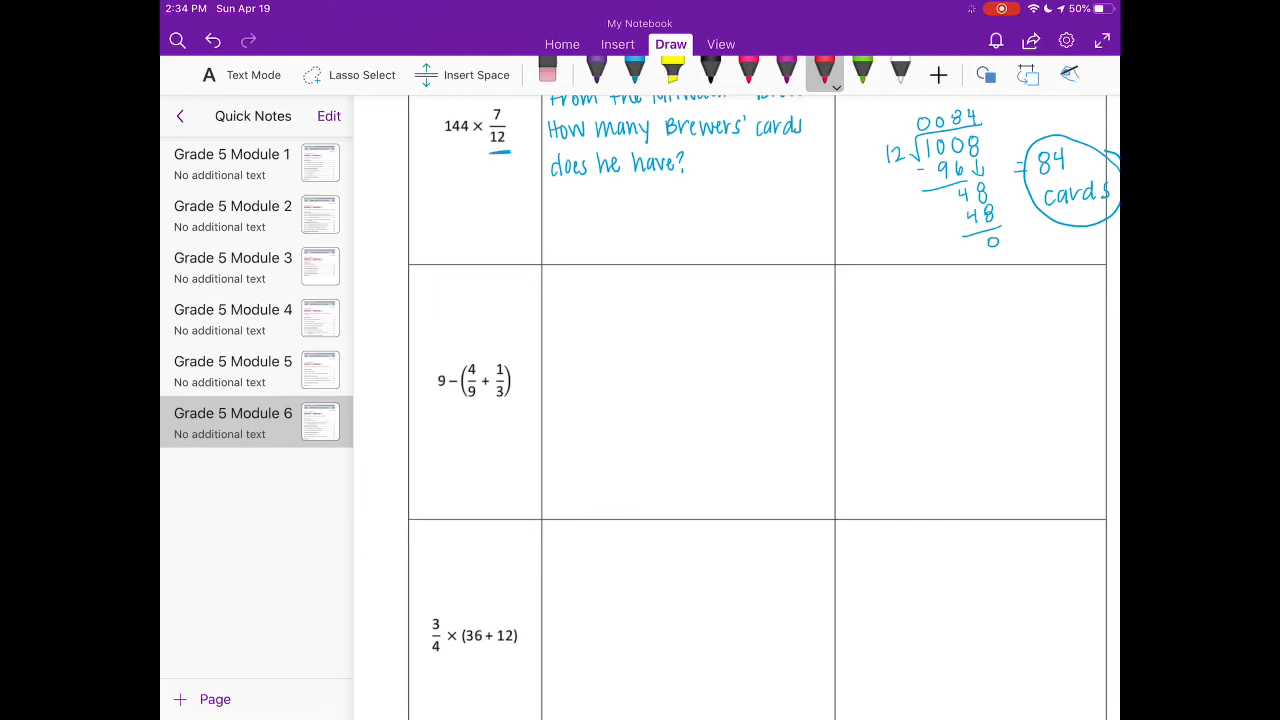 2:34 PM Sun Apr 19
50%
My Notebook
Home Insert Draw View
A Text Mode Lasso Select Insert Space
Quick Notes Edit
Grade 5 Module 1
No additional text
Grade 5 Module 2
No additional text
Grade 5 Module 3
No additional text
Grade 5 Module 4
No additional text
Grade 5 Module 5
No additional text
Grade 5 Module 6
No additional text
+ Page
144 × 7/12
From the
How many Brewers' cards
does he have?
0084
12 √1008
- 96↓
48
48
0
= 84
cards
9 – (4/9 1/3)
3/4 × (36 + 12)